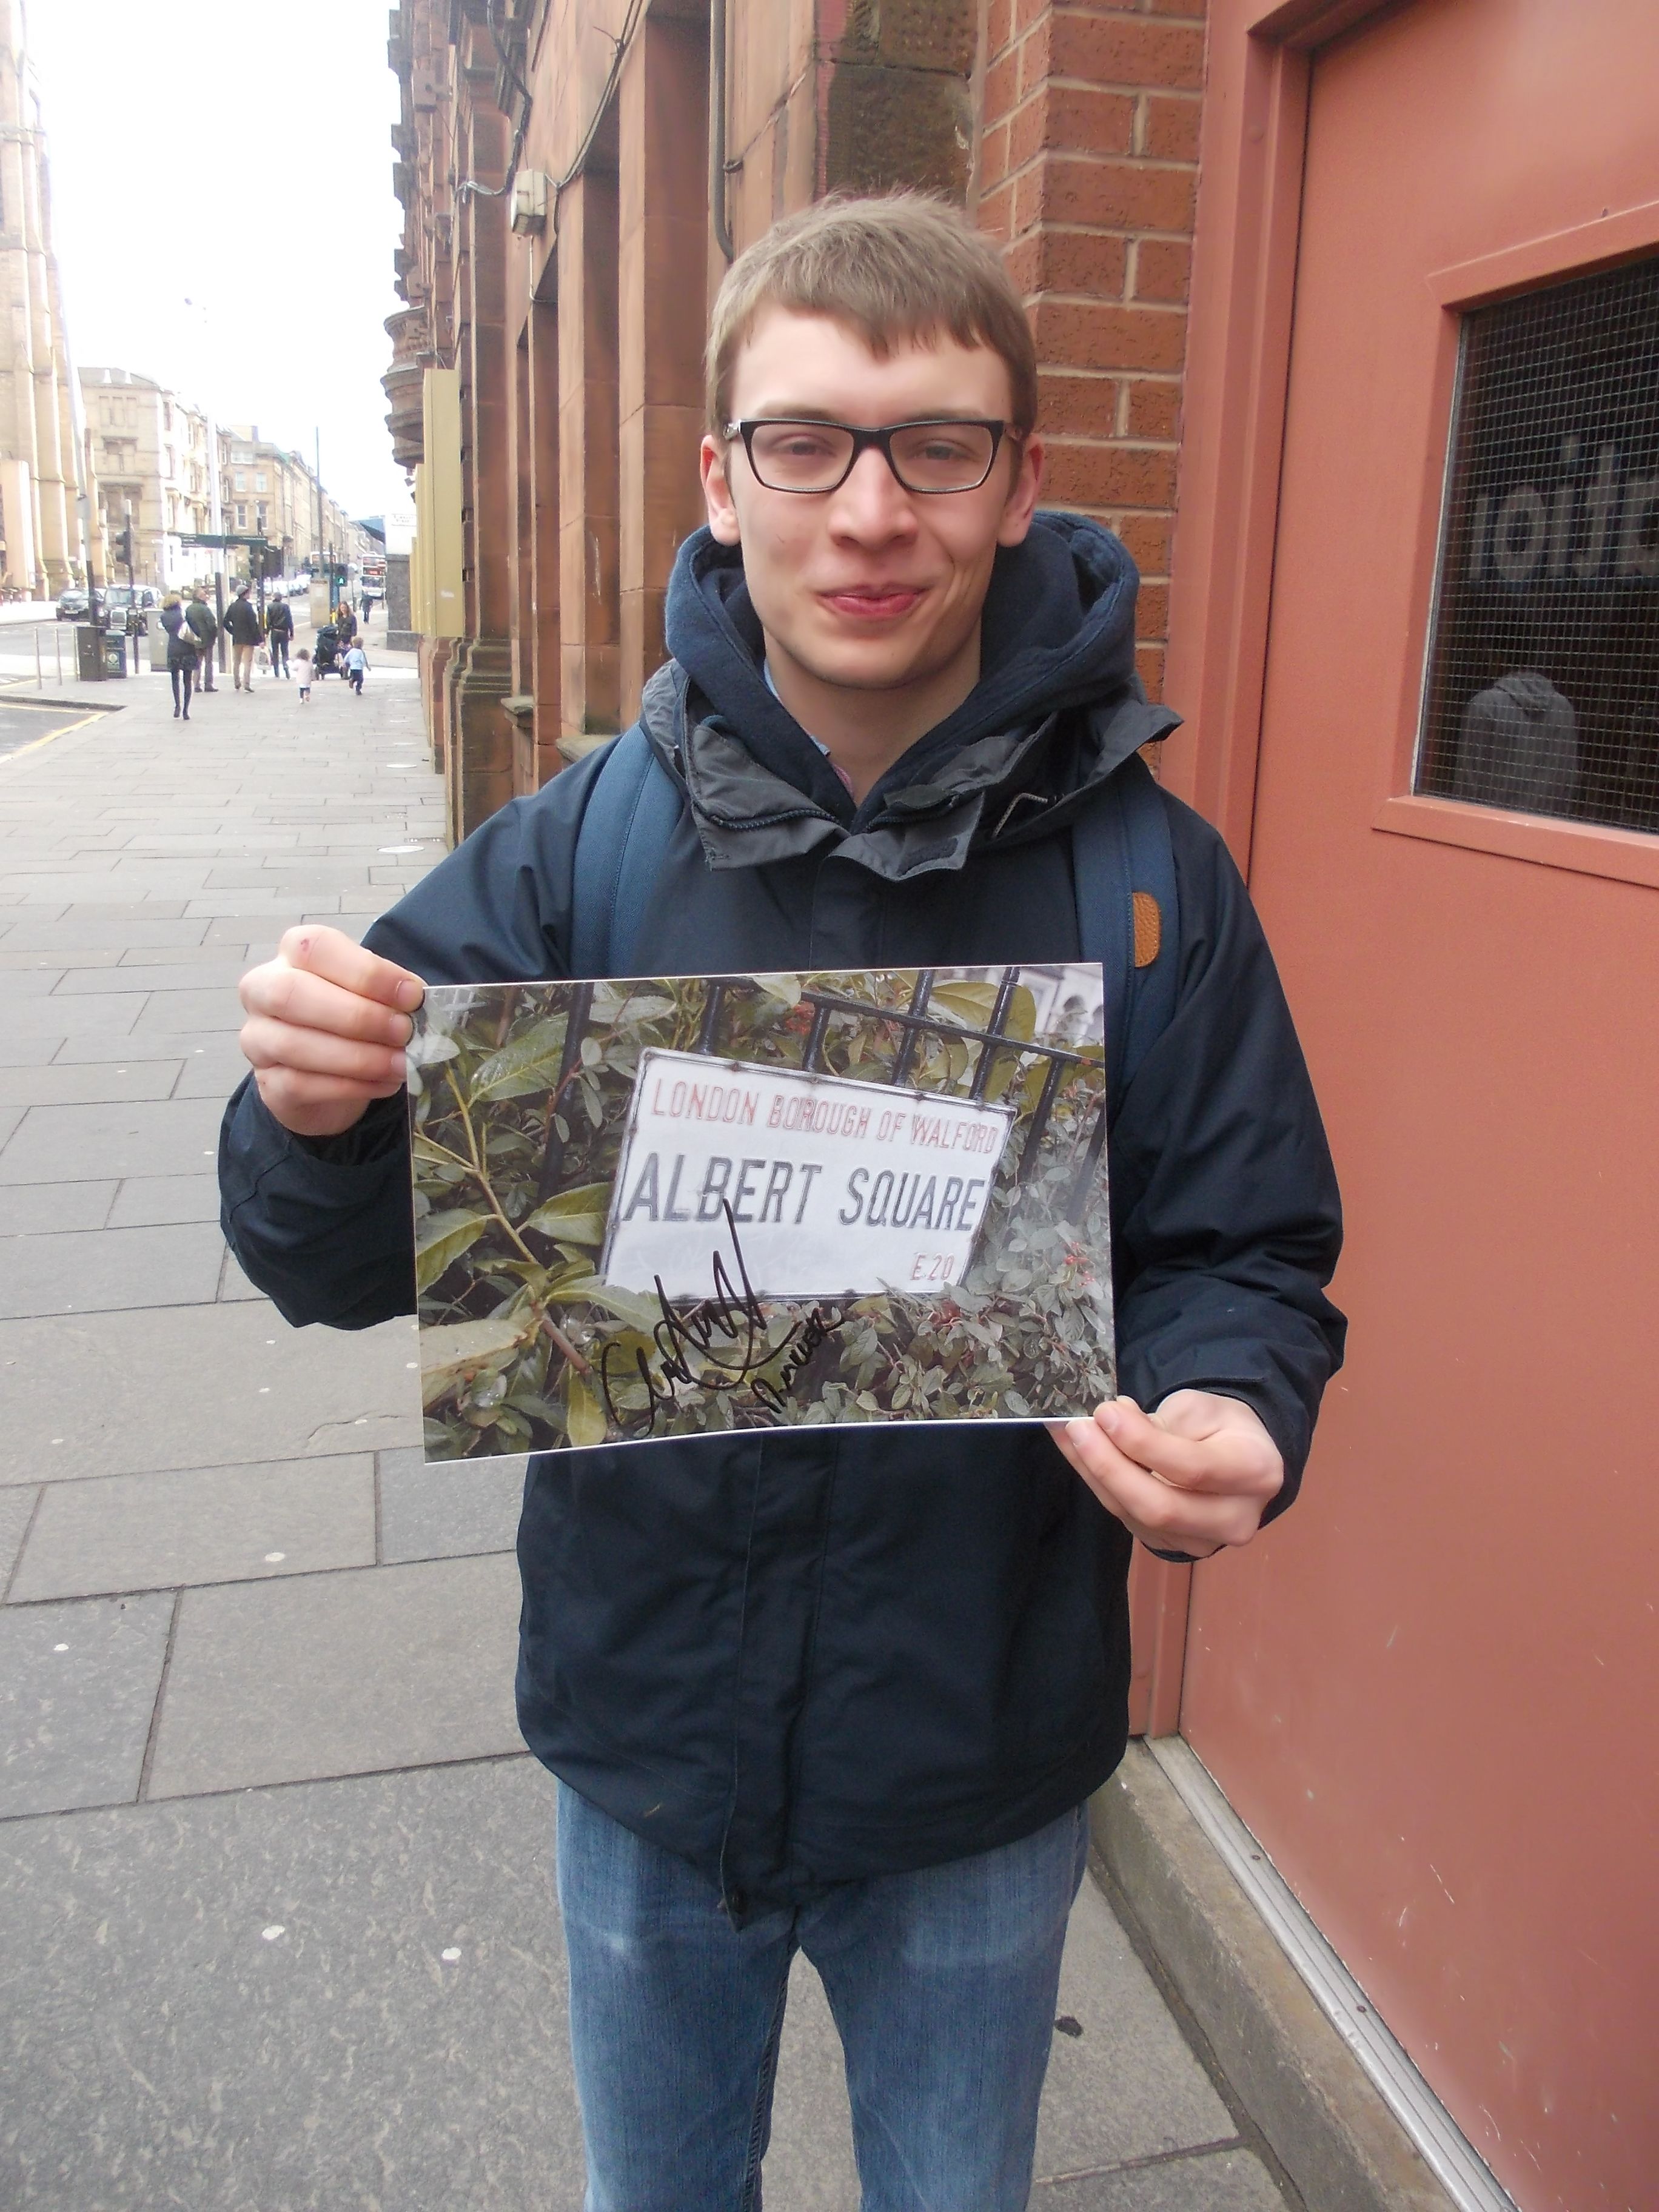 LONDON BOROUGH OF WALFORD
ALBERT SQUARE
E.20